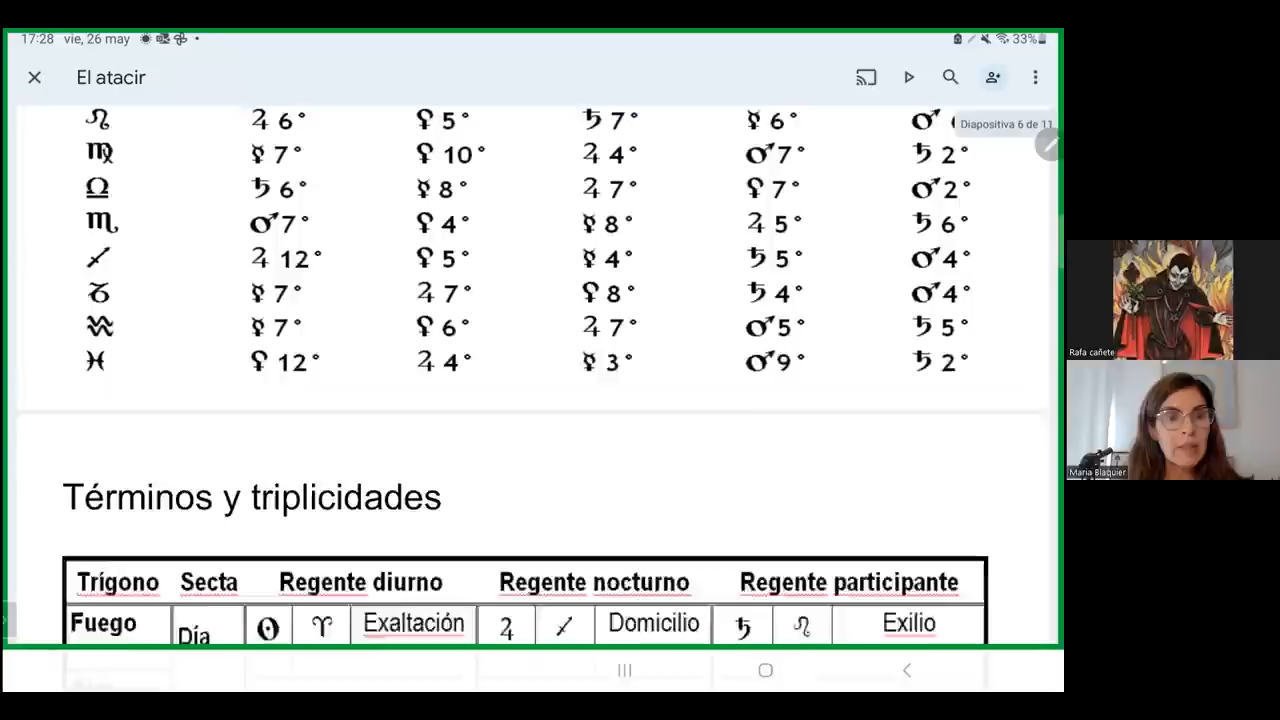 17:28 vie, 26 may
33%
El atacir
Diapositiva 6 de 11
♌ ♃ 6° ♀ 5° ♄ 7° ☿ 6° ♂
♍ ☿ 7° ♀ 10° ♃ 4° ♂ 7° ♄ 2°
♎ ♄ 6° ☿ 8° ♃ 7° ♀ 7° ♂ 2°
♏ ♂ 7° ♀ 4° ☿ 8° ♃ 5° ♄ 6°
♐ ♃ 12° ♀ 5° ☿ 4° ♄ 5° ♂ 4°
♑ ☿ 7° ♃ 7° ♀ 8° ♄ 4° ♂ 4°
♒ ☿ 7° ♀ 6° ♃ 7° ♂ 5° ♄ 5°
♓ ♀ 12° ♃ 4° ☿ 3° ♂ 9° ♄ 2°
Términos y triplicidades
Trígono Secta Regente diurno Regente nocturno Regente participante
Fuego Día ☉ ♈ Exaltación ♃ ♐ Domicilio ♄ ♌ Exilio
Rafa cañete
Maria Blaquier